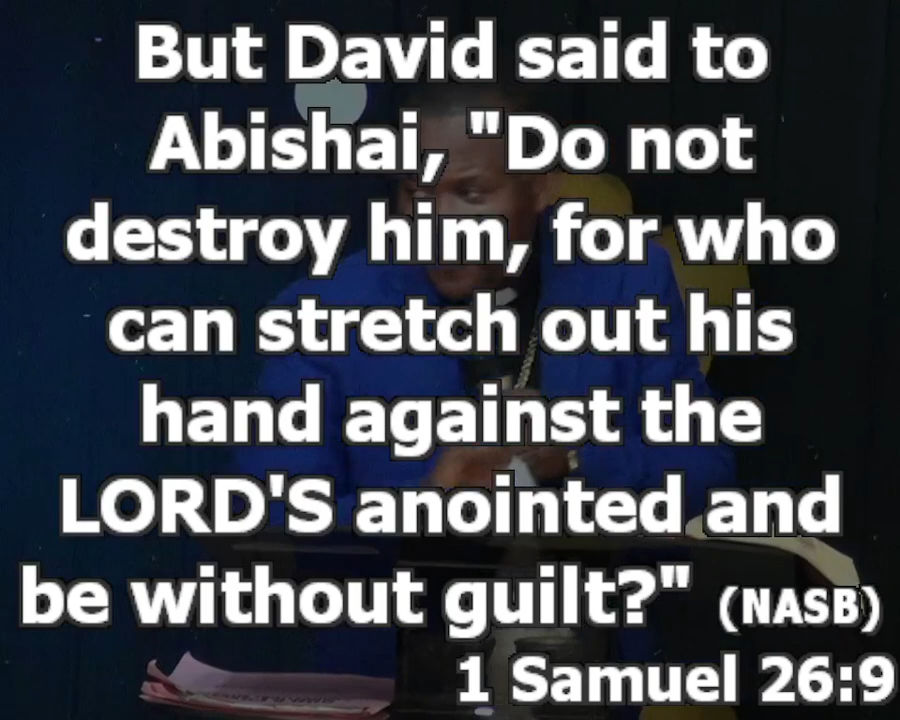 But David said to
Abishai, "Do not
destroy him, for who
can stretch out his
hand against the
LORD'S anointed and
be without guilt?" (NASB)
1 Samuel 26:9